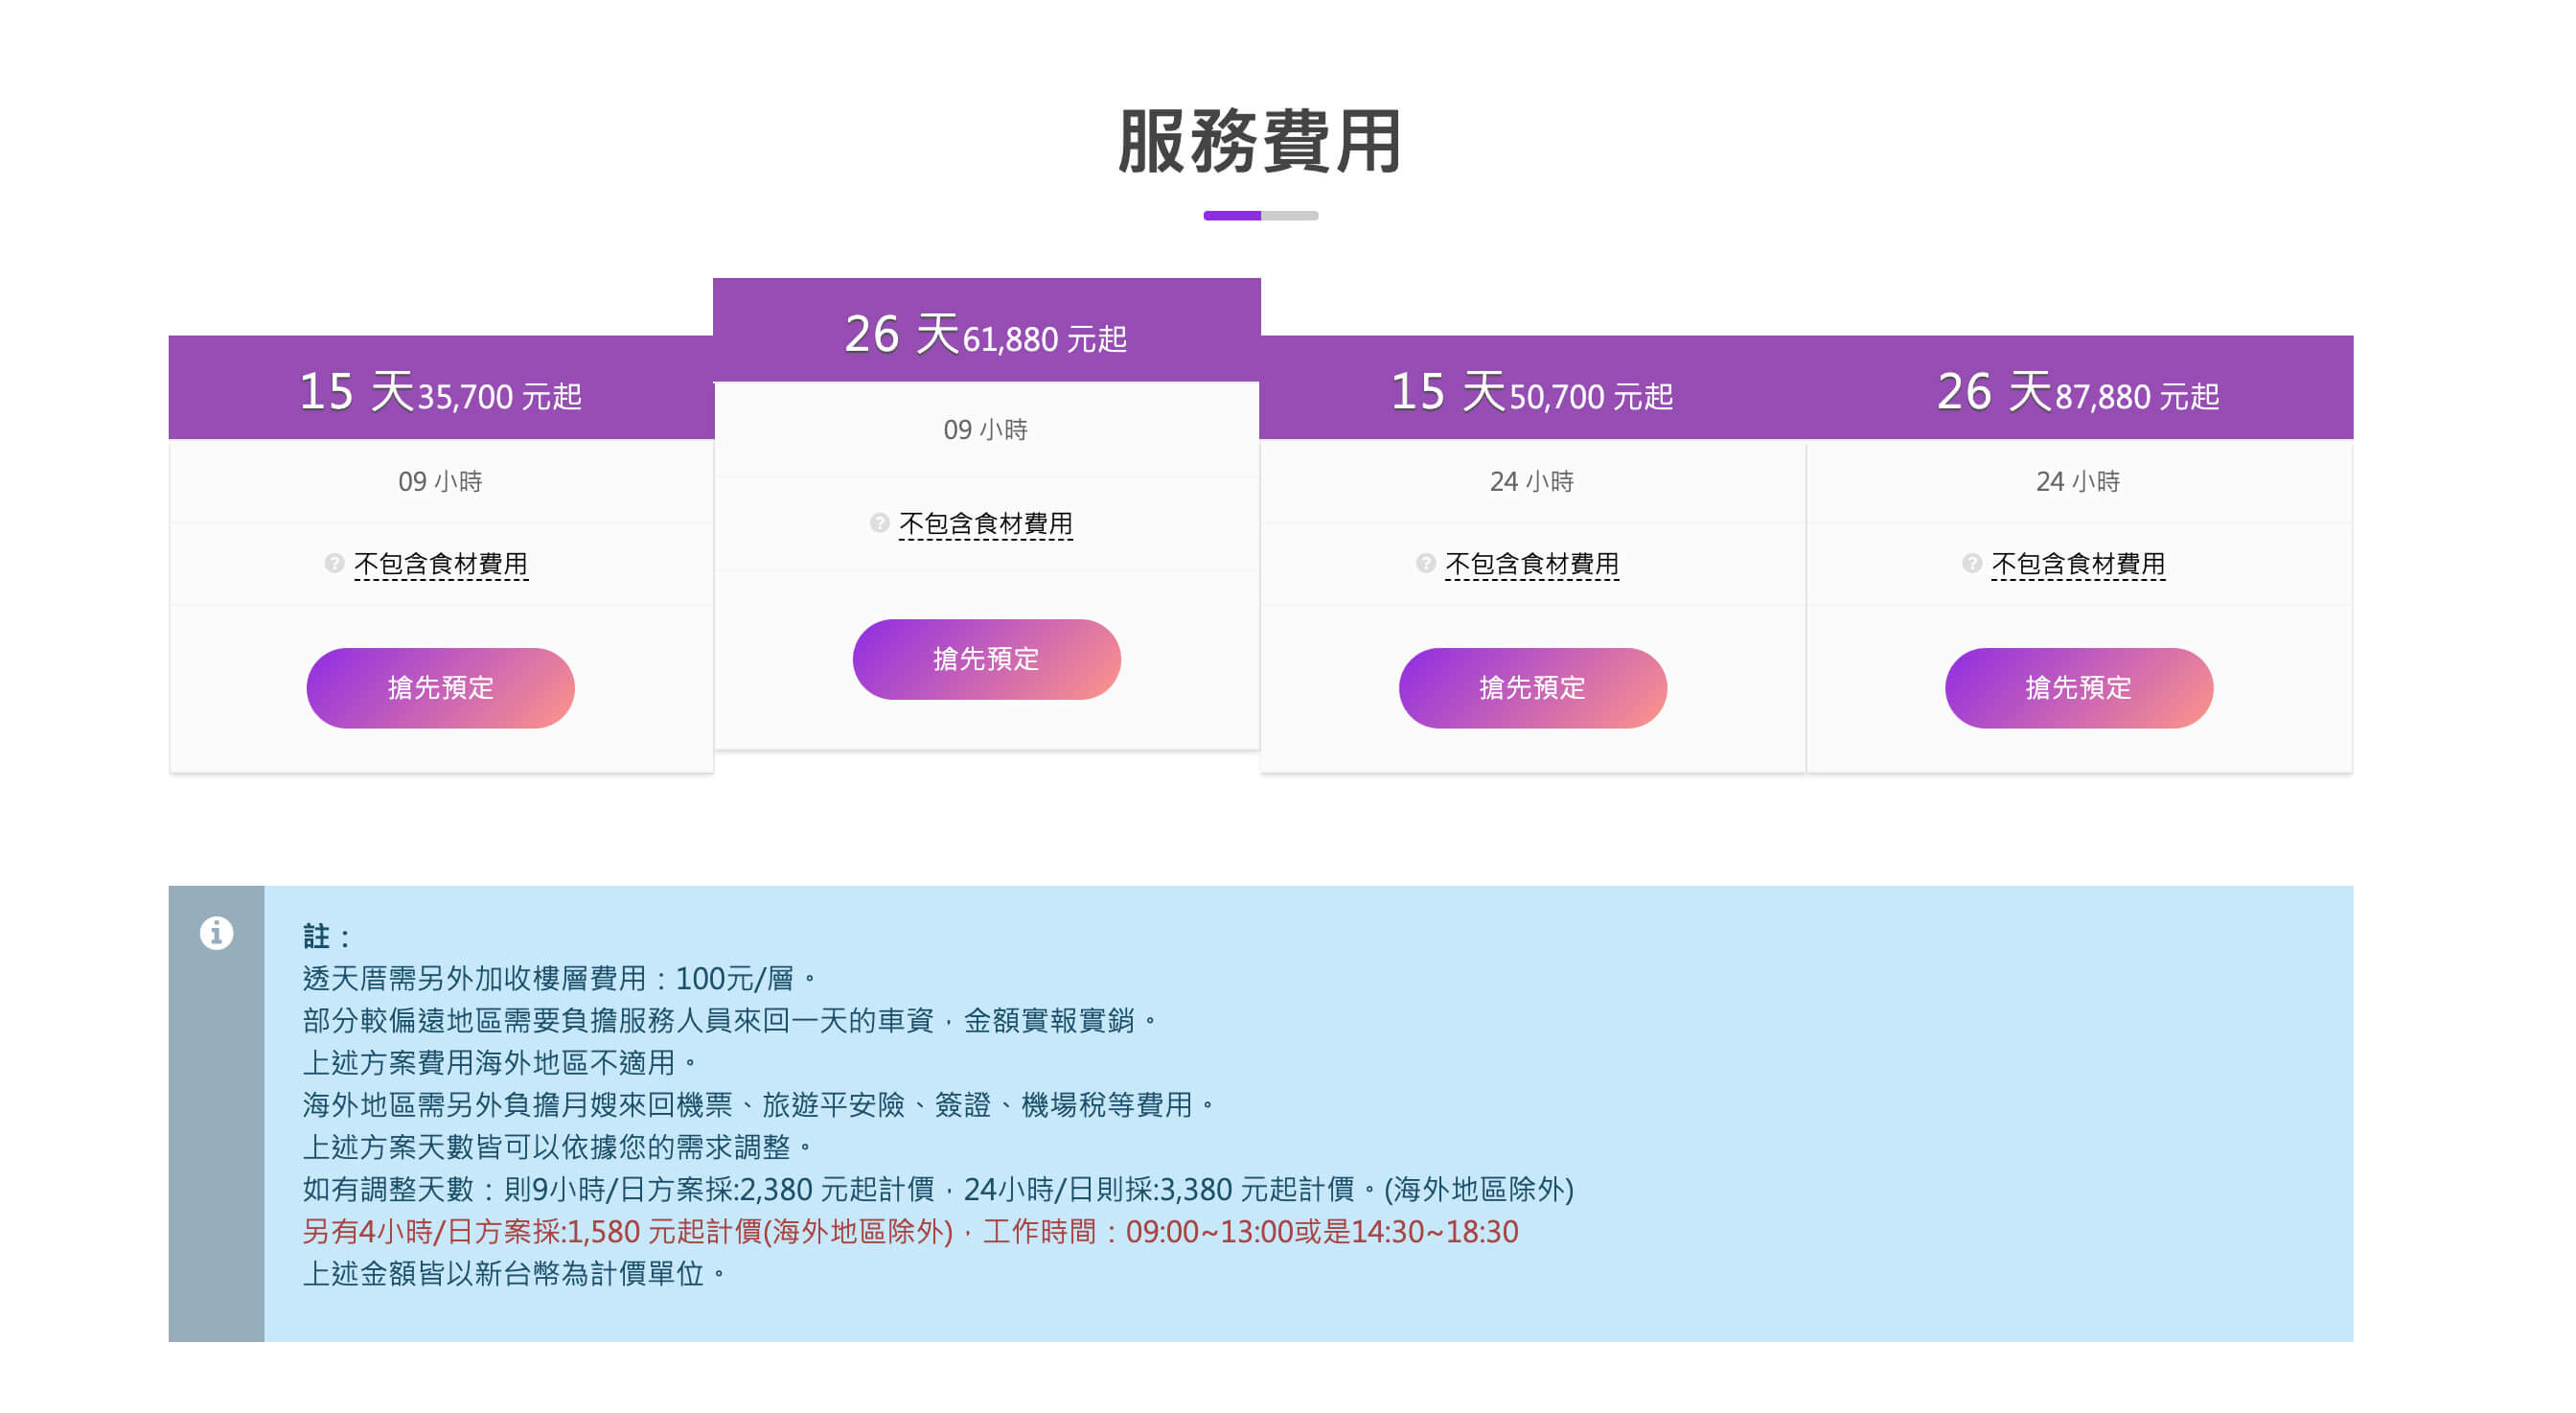 服務費用
15 天35,700 元起
09 小時
不包含食材費用
搶先預定
26 天61,880 元起
09 小時
不包含食材費用
搶先預定
15 天50,700 元起
24 小時
不包含食材費用
搶先預定
26 天87,880 元起
24 小時
不包含食材費用
搶先預定
註：
透天厝需另外加收樓層費用：100元/層。
部分較偏遠地區需要負擔服務人員來回一天的車資，金額實報實銷。
上述方案費用海外地區不適用。
海外地區需另外負擔月嫂來回機票、旅遊平安險、簽證、機場稅等費用。
上述方案天數皆可以依據您的需求調整。
如有調整天數：則9小時/日方案採:2,380 元起計價，24小時/日則採:3,380 元起計價。(海外地區除外)
另有4小時/日方案採:1,580 元起計價(海外地區除外)，工作時間：09:00~13:00或是14:30~18:30
上述金額皆以新台幣為計價單位。